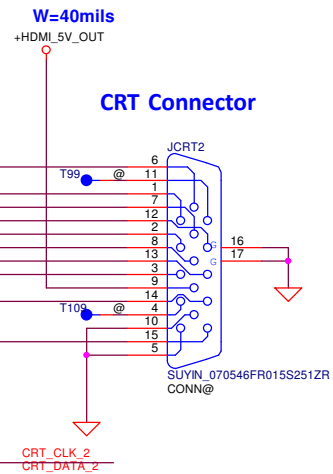 W=40mils
+HDMI_5V_OUT
CRT Connector
JCRT2
6
T99 @ 11
1
7
12
2
8
13
3
9
14
T109 @ 4
10
15
5
G 16
G 17
SUYIN_070546FR015S251ZR
CONN@
CRT_CLK_2
CRT_DATA_2